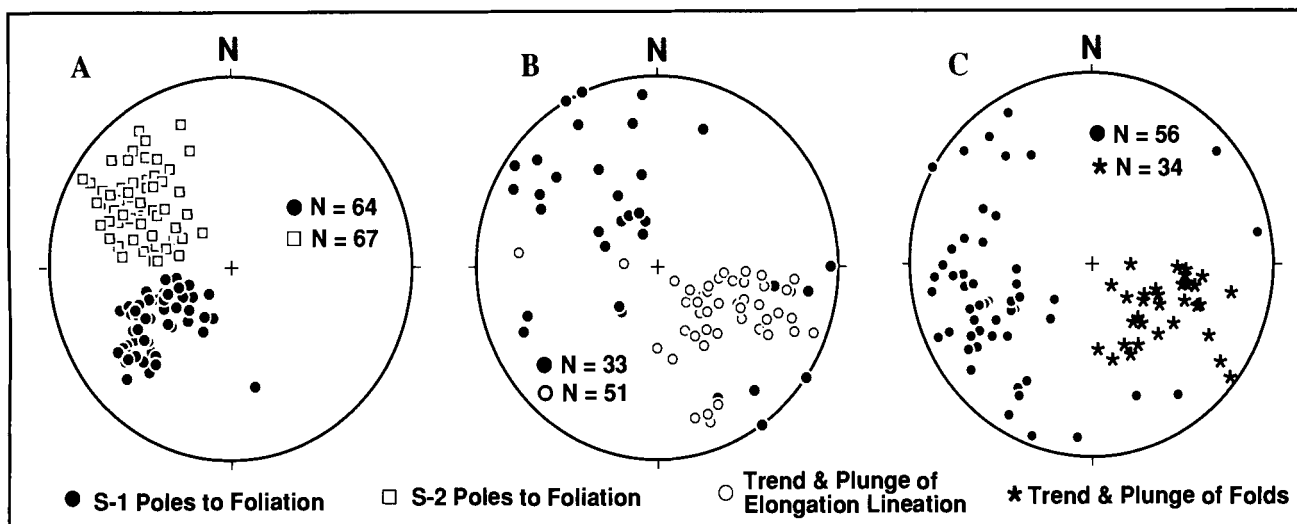 A
N
N = 64
N = 67
B
N
N = 33
N = 51
C
N
N = 56
N = 34
S-1 Poles to Foliation
S-2 Poles to Foliation
Trend & Plunge of
Elongation Lineation
Trend & Plunge of Folds